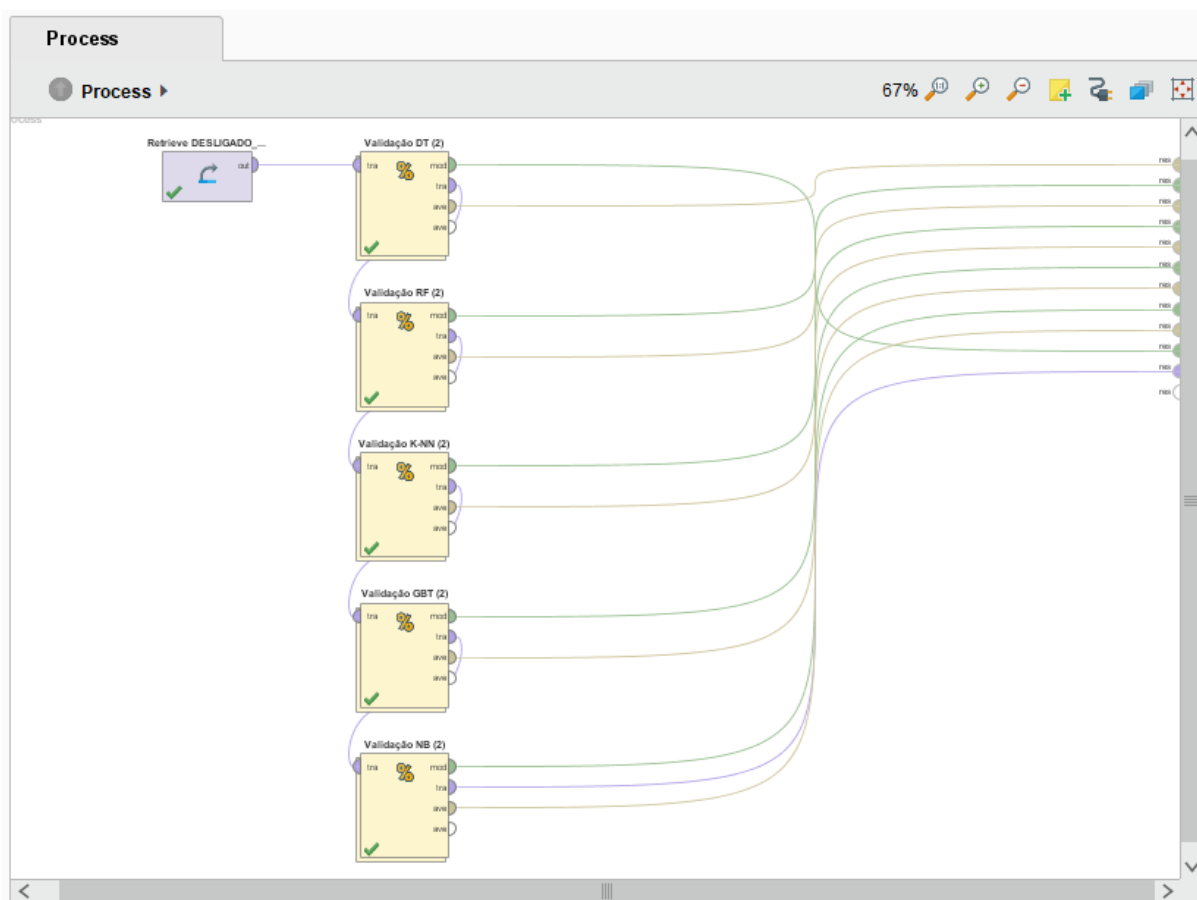 Process
Process
67%
ocess
Retrieve DESLIGADO_...
out
Validação DT (2)
tra
mod
tra
ave
ave
Validação RF (2)
tra
mod
tra
ave
ave
Validação K-NN (2)
tra
mod
tra
ave
ave
Validação GBT (2)
tra
mod
tra
ave
ave
Validação NB (2)
tra
mod
tra
ave
ave
res
res
res
res
res
res
res
res
res
res
res
res